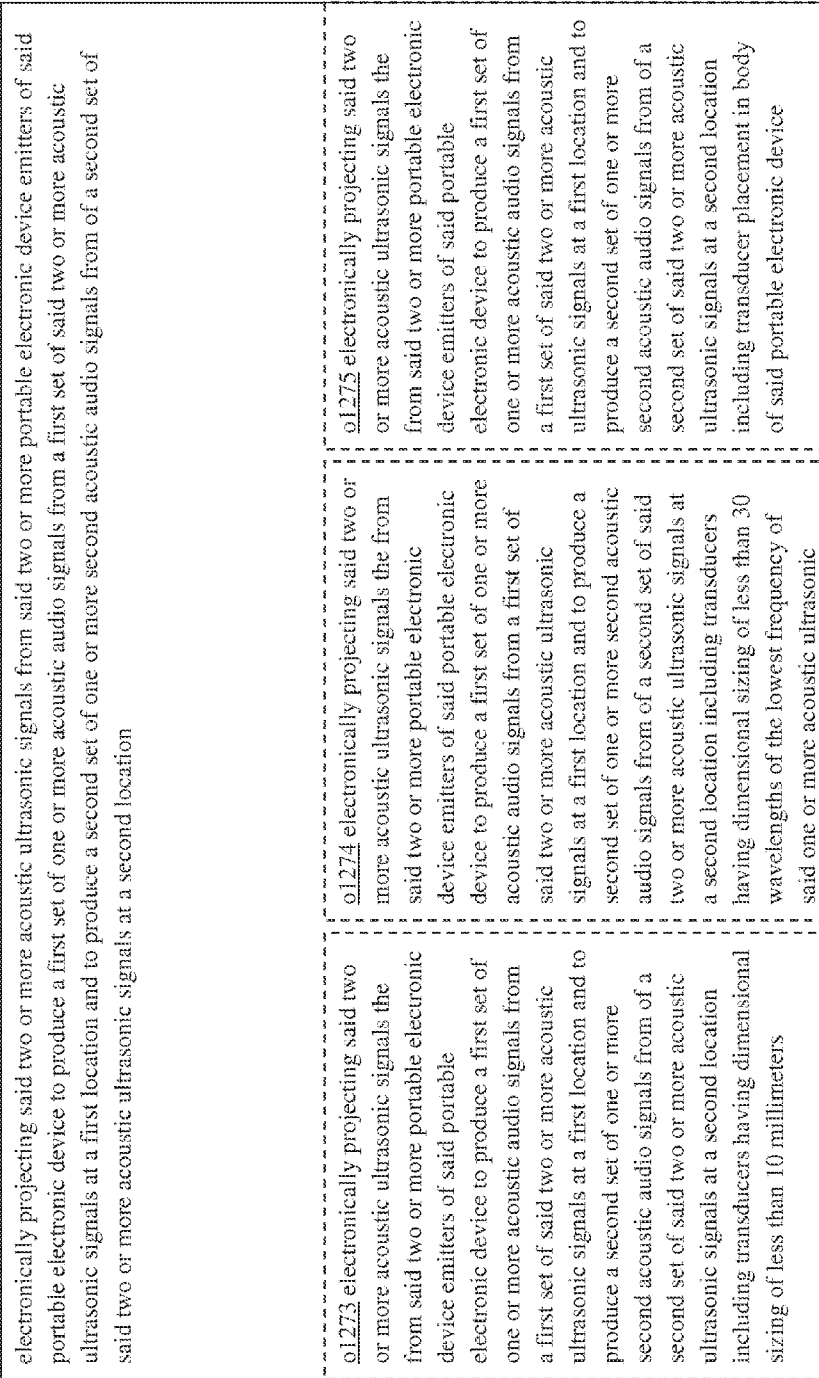 electronically projecting said two or more acoustic ultrasonic signals from said two or more portable electronic device emitters of said
portable electronic device to produce a first set of one or more acoustic audio signals from a first set of said two or more acoustic
ultrasonic signals at a first location and to produce a second set of one or more second acoustic audio signals from of a second set of
said two or more acoustic ultrasonic signals at a second location
o1273 electronically projecting said two
or more acoustic ultrasonic signals the
from said two or more portable electronic
device emitters of said portable
electronic device to produce a first set of
one or more acoustic audio signals from
a first set of said two or more acoustic
ultrasonic signals at a first location and to
produce a second set of one or more
second acoustic audio signals from of a
second set of said two or more acoustic
ultrasonic signals at a second location
including transducers having dimensional
sizing of less than 10 millimeters
o1274 electronically projecting said two or
more acoustic ultrasonic signals the from
said two or more portable electronic
device emitters of said portable electronic
device to produce a first set of one or more
acoustic audio signals from a first set of
said two or more acoustic ultrasonic
signals at a first location and to produce a
second set of one or more second acoustic
audio signals from of a second set of said
two or more acoustic ultrasonic signals at
a second location including transducers
having dimensional sizing of less than 30
wavelengths of the lowest frequency of
said one or more acoustic ultrasonic
o1275 electronically projecting said two
or more acoustic ultrasonic signals the
from said two or more portable electronic
device emitters of said portable
electronic device to produce a first set of
one or more acoustic audio signals from
a first set of said two or more acoustic
ultrasonic signals at a first location and to
produce a second set of one or more
second acoustic audio signals from of a
second set of said two or more acoustic
ultrasonic signals at a second location
including transducer placement in body
of said portable electronic device